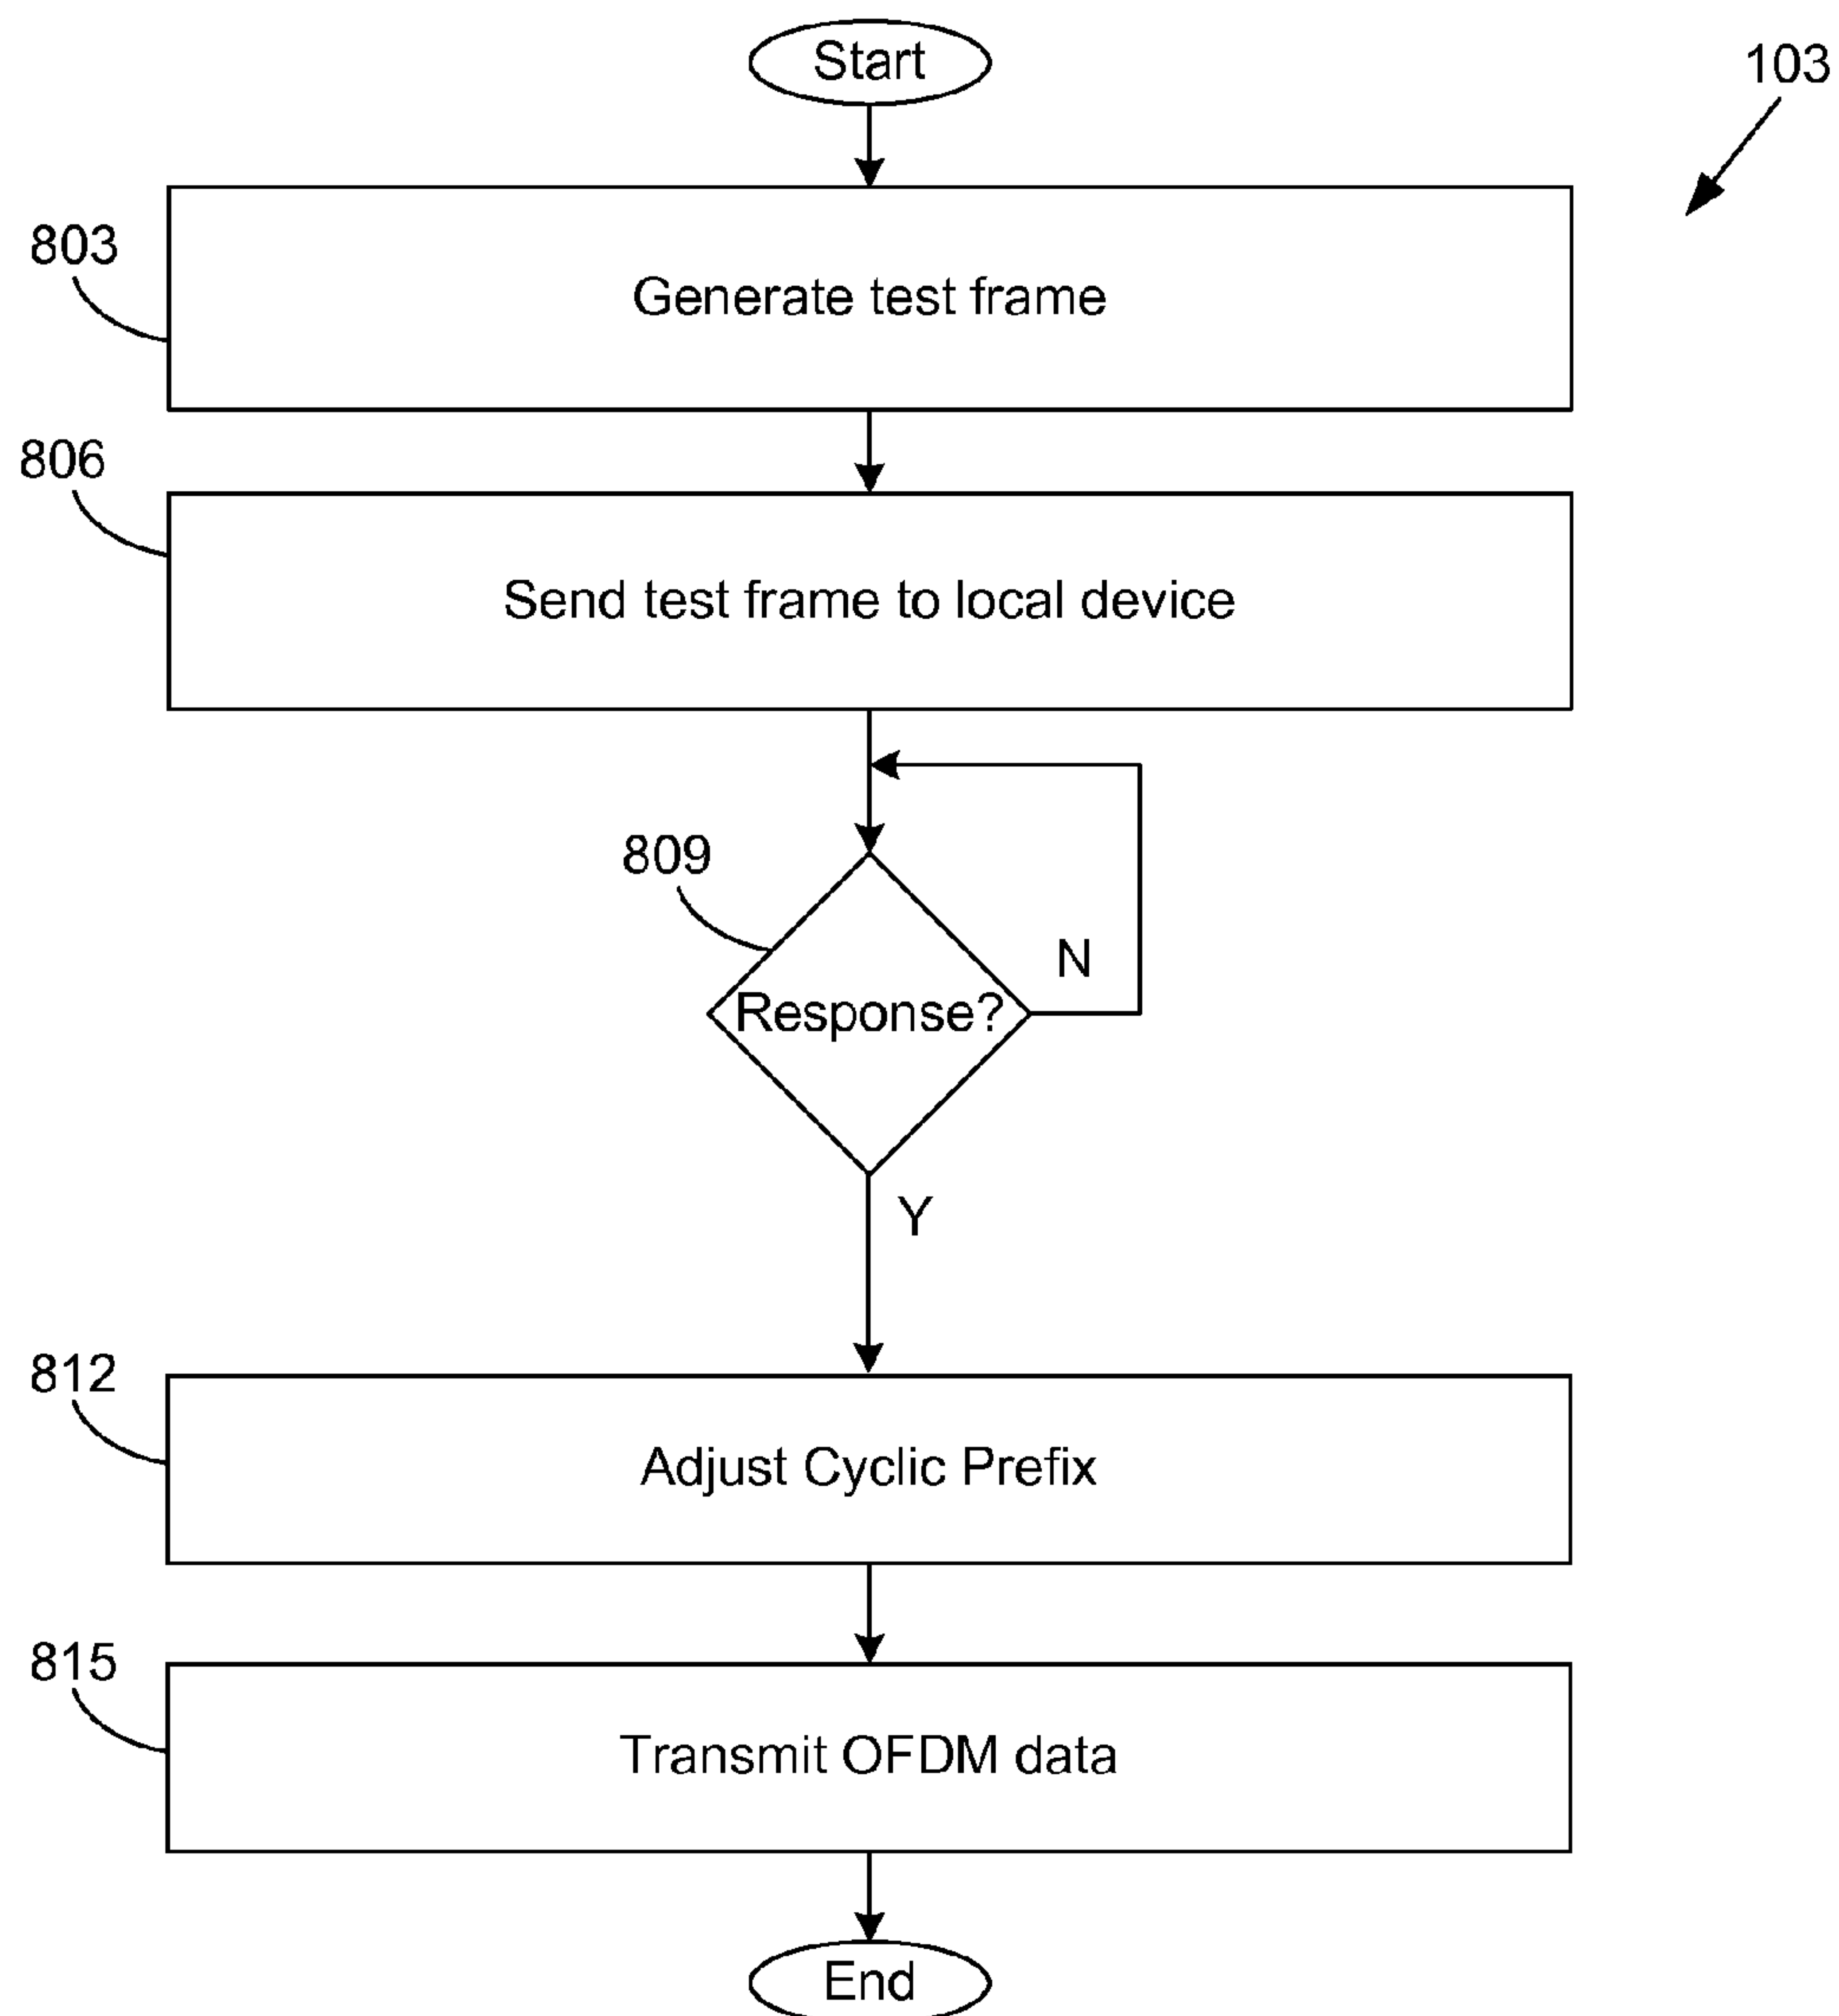 Start
103
803
Generate test frame
806
Send test frame to local device
809
N
Response?
Y
812
Adjust Cyclic Prefix
815
Transmit OFDM data
End